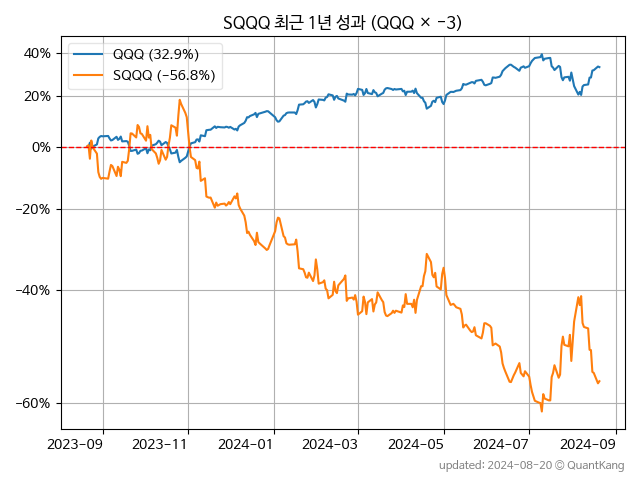 SQQQ 최근 1년 성과 (QQQ × −3)
QQQ (32.9%)
SQQQ (−56.8%)
40%
20%
0%
−20%
−40%
−60%
2023-09 2023-11 2024-01 2024-03 2024-05 2024-07 2024-09
updated: 2024-08-20 © QuantKang